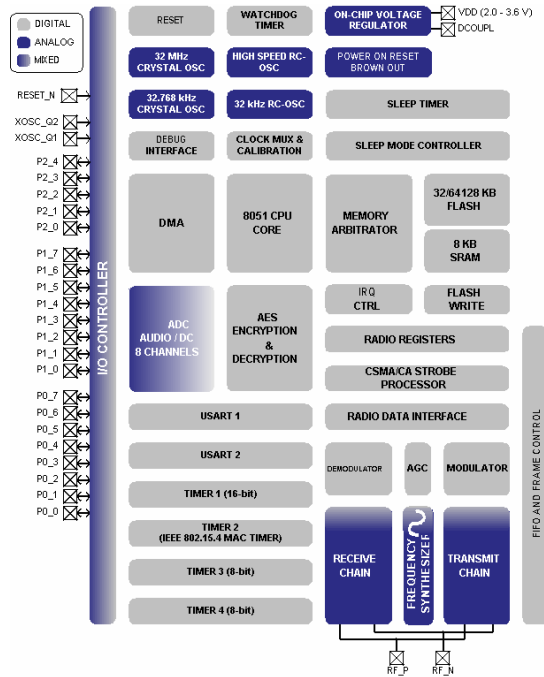 DIGITAL
ANALOG
MIXED
RESET
WATCHDOG
TIMER
ON-CHIP VOLTAGE
REGULATOR
VDD (2.0 - 3.6 V)
DCOUPL
32 MHz
CRYSTAL OSC
HIGH SPEED RC-
OSC
POWER ON RESET
BROWN OUT
RESET_N
32.768 kHz
CRYSTAL OSC
32 kHz RC-OSC
SLEEP TIMER
XOSC_Q2
XOSC_Q1
DEBUG
INTERFACE
CLOCK MUX &
CALIBRATION
SLEEP MODE CONTROLLER
P2_4
P2_3
P2_2
P2_1
P2_0
DMA
8051 CPU
CORE
MEMORY
ARBITRATOR
32/64128 KB
FLASH
8 KB
SRAM
P1_7
P1_6
P1_5
P1_4
P1_3
P1_2
P1_1
P1_0
I/O CONTROLLER
ADC
AUDIO / DC
8 CHANNELS
AES
ENCRYPTION
&
DECRYPTION
IRQ
CTRL
FLASH
WRITE
RADIO REGISTERS
CSMA/CA STROBE
PROCESSOR
P0_7
P0_6
P0_5
P0_4
P0_3
P0_2
P0_1
P0_0
USART 1
RADIO DATA INTERFACE
USART 2
DEMODULATOR
AGC
MODULATOR
TIMER 1 (16-bit)
TIMER 2
(IEEE 802.15.4 MAC TIMER)
TIMER 3 (8-bit)
TIMER 4 (8-bit)
RECEIVE
CHAIN
FREQUENCY
SYNTHESIZER
TRANSMIT
CHAIN
FIFO AND FRAME CONTROL
RF_P
RF_N